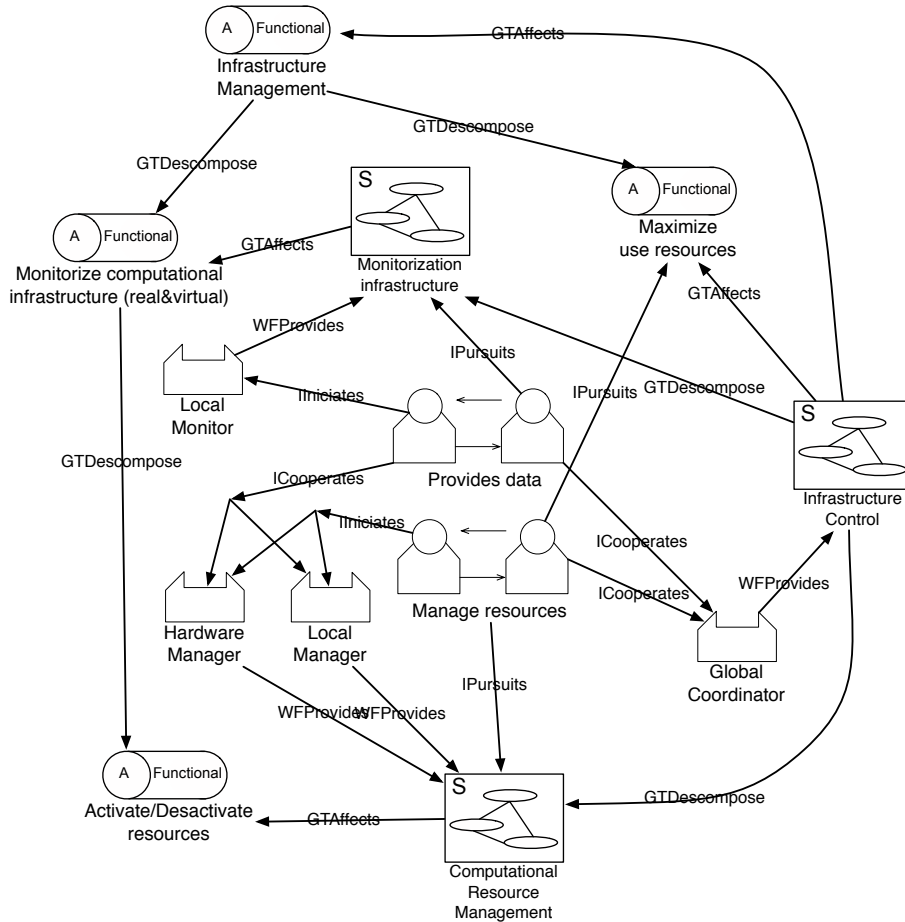 A Functional
Infrastructure
Management
GTAffects
GTDescompose
GTDescompose
S
A Functional
Maximize
use resources
A Functional
Monitorize computational
infrastructure (real&virtual)
GTAffects
Monitorization
infrastructure
GTAffects
WFProvides
IPursuits
IPursuits
GTDescompose
IIniciates
Local
Monitor
S
GTDescompose
ICooperates
Provides data
Infrastructure
Control
IIniciates
ICooperates
WFProvides
ICooperates
Manage resources
Hardware
Manager
Local
Manager
Global
Coordinator
IPursuits
WFProvides
WFProvides
A Functional
Activate/Desactivate
resources
S
GTDescompose
GTAffects
Computational
Resource
Management